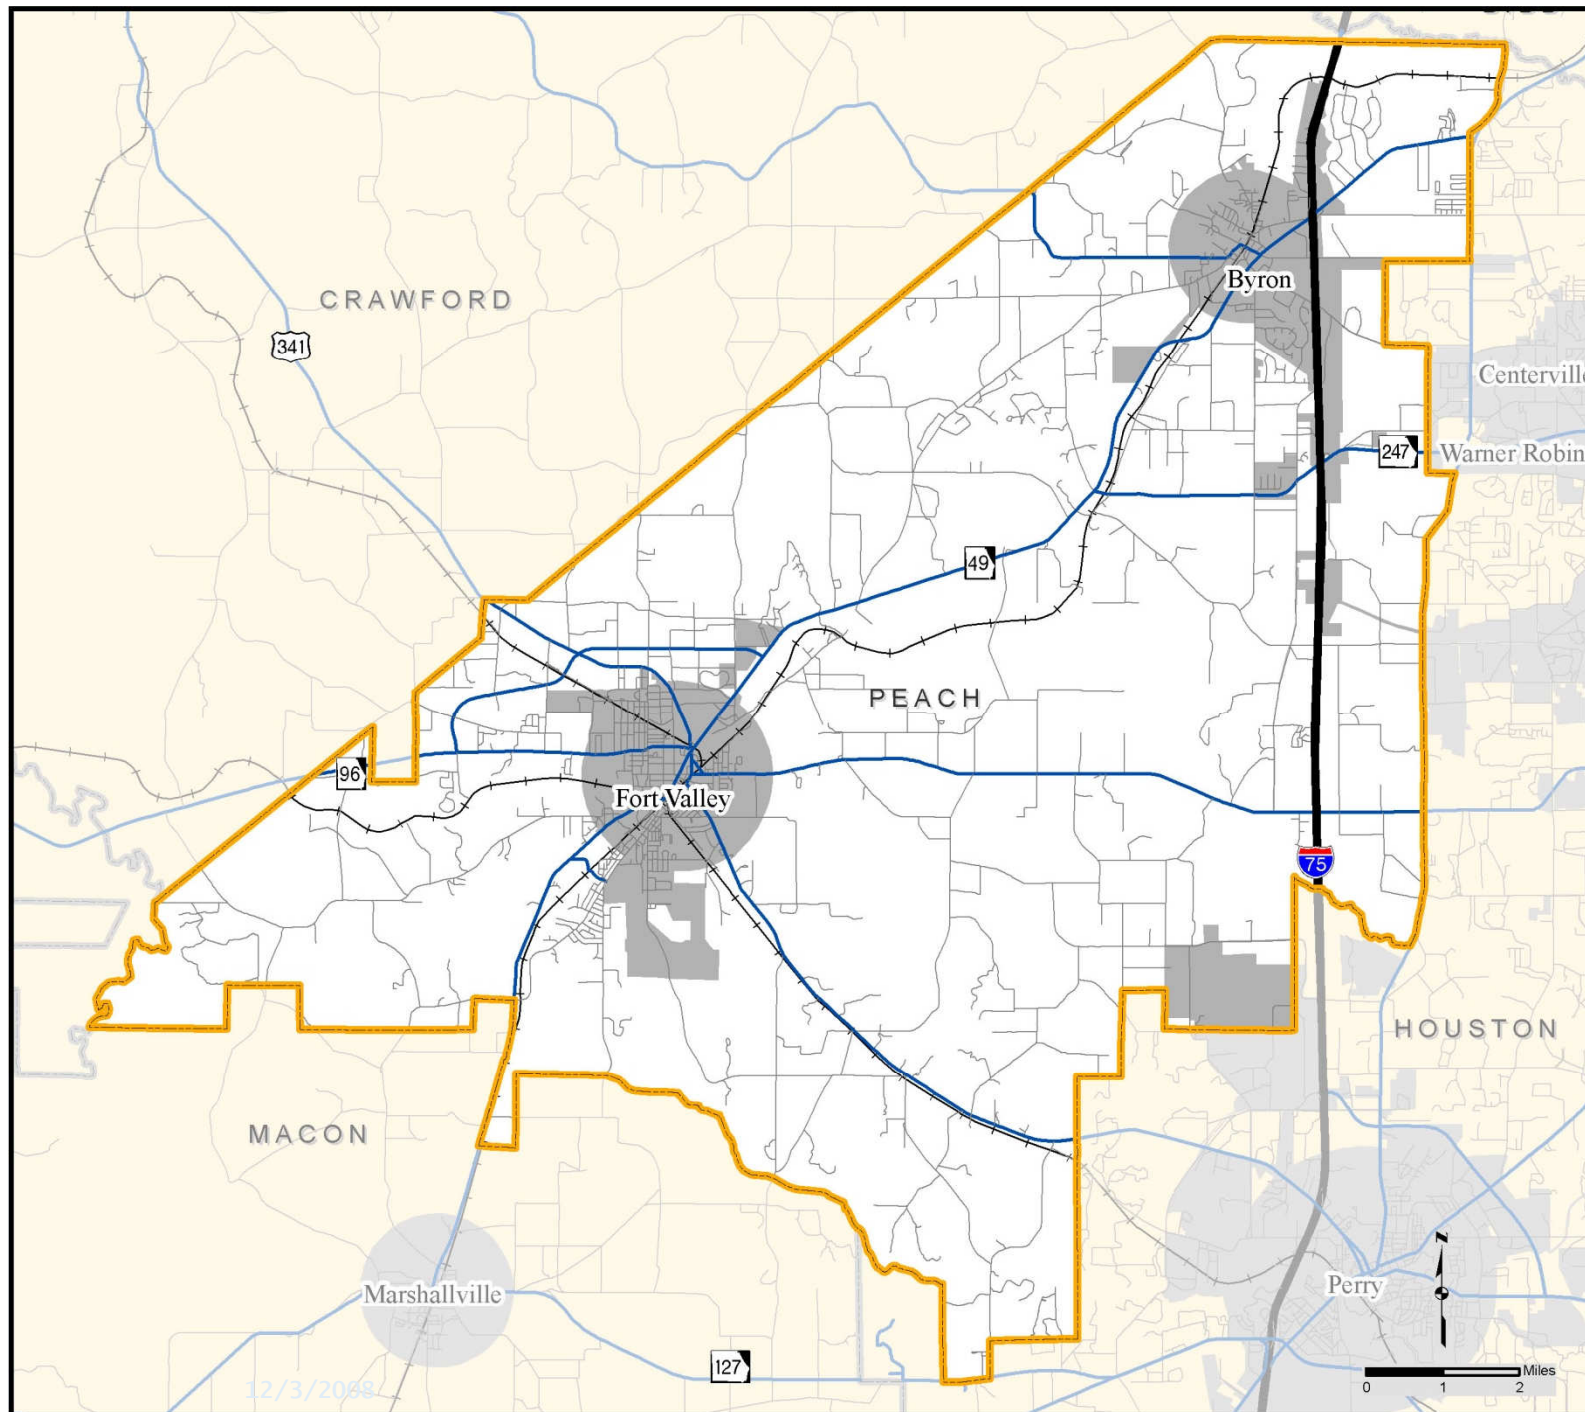 Byron
CRAWFORD
341
Centerville
247
Warner Robin
49
PEACH
96
Fort Valley
75
HOUSTON
MACON
N
Perry
Marshallville
127
Miles
0 1 2
12/3/2008